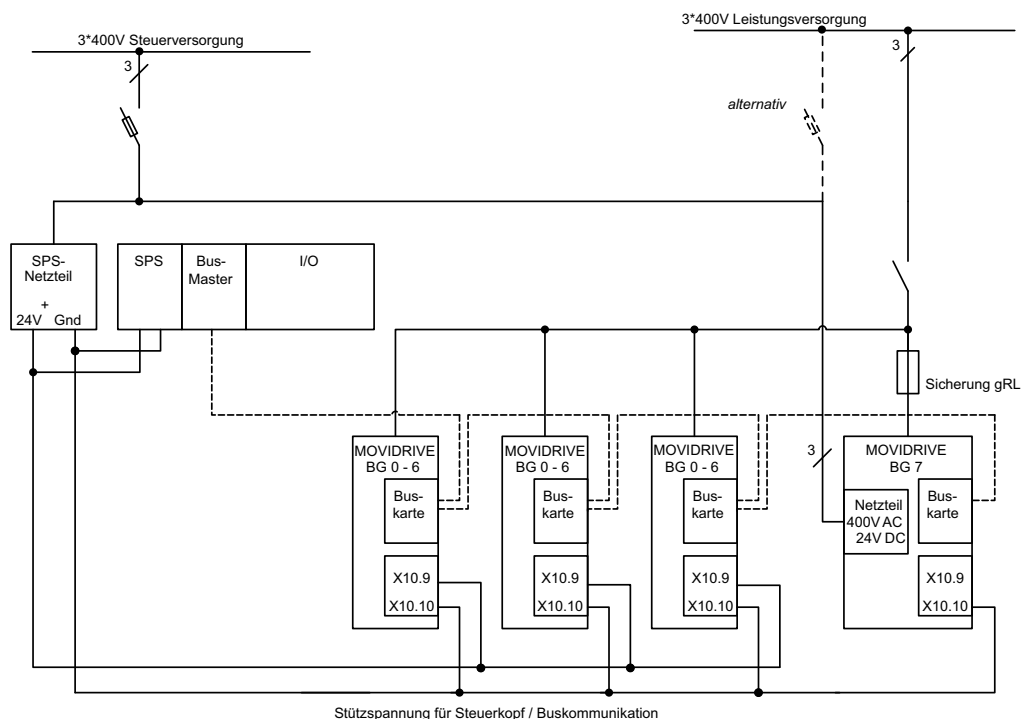 3*400V Steuerversorgung
3*400V Leistungsversorgung
3
3
alternativ
SPS-
Netzteil
+
24V Gnd
SPS
Bus-
Master
I/O
Sicherung gRL
MOVIDRIVE
BG 0 - 6
Bus-
karte
X10.9
X10.10
MOVIDRIVE
BG 0 - 6
Bus-
karte
X10.9
X10.10
MOVIDRIVE
BG 0 - 6
Bus-
karte
X10.9
X10.10
3
MOVIDRIVE
BG 7
Netzteil
400V AC
24V DC
Bus-
karte
X10.9
X10.10
Stützspannung für Steuerkopf / Buskommunikation